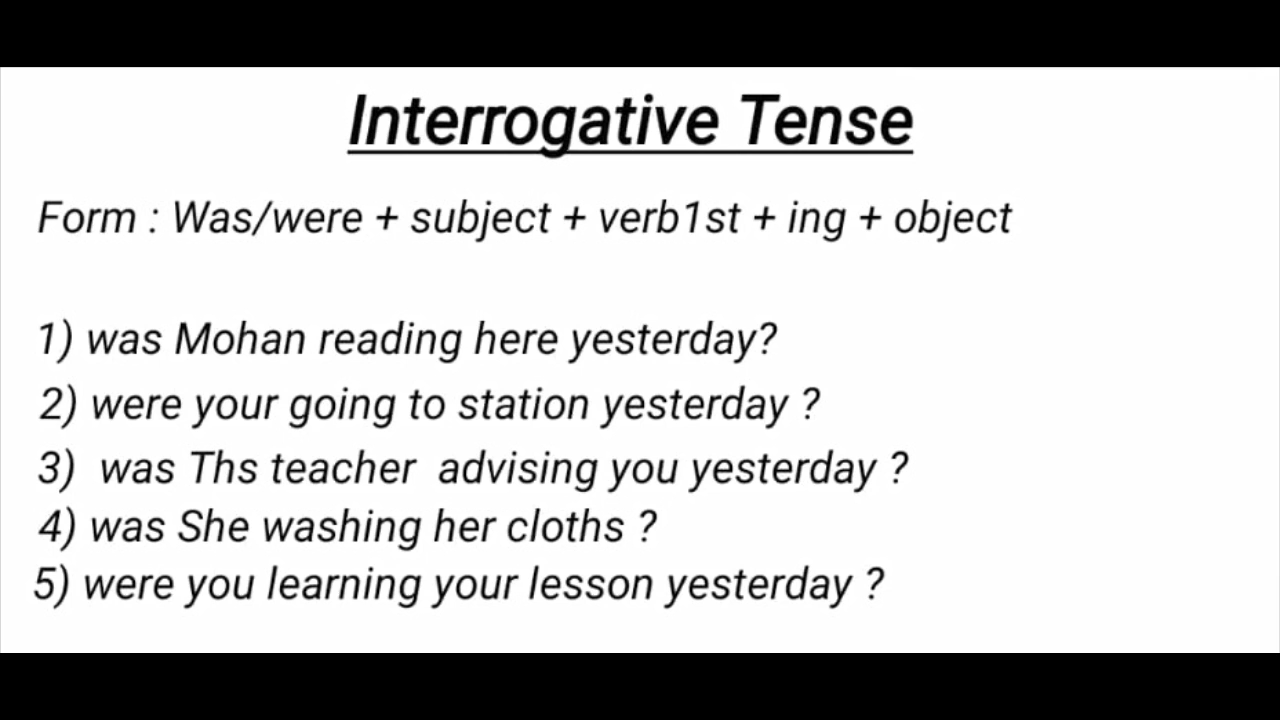 Interrogative Tense
Form : Was/were + subject + verb1st + ing + object
1) was Mohan reading here yesterday?
2) were your going to station yesterday ?
3) was Ths teacher advising you yesterday ?
4) was She washing her cloths ?
5) were you learning your lesson yesterday ?